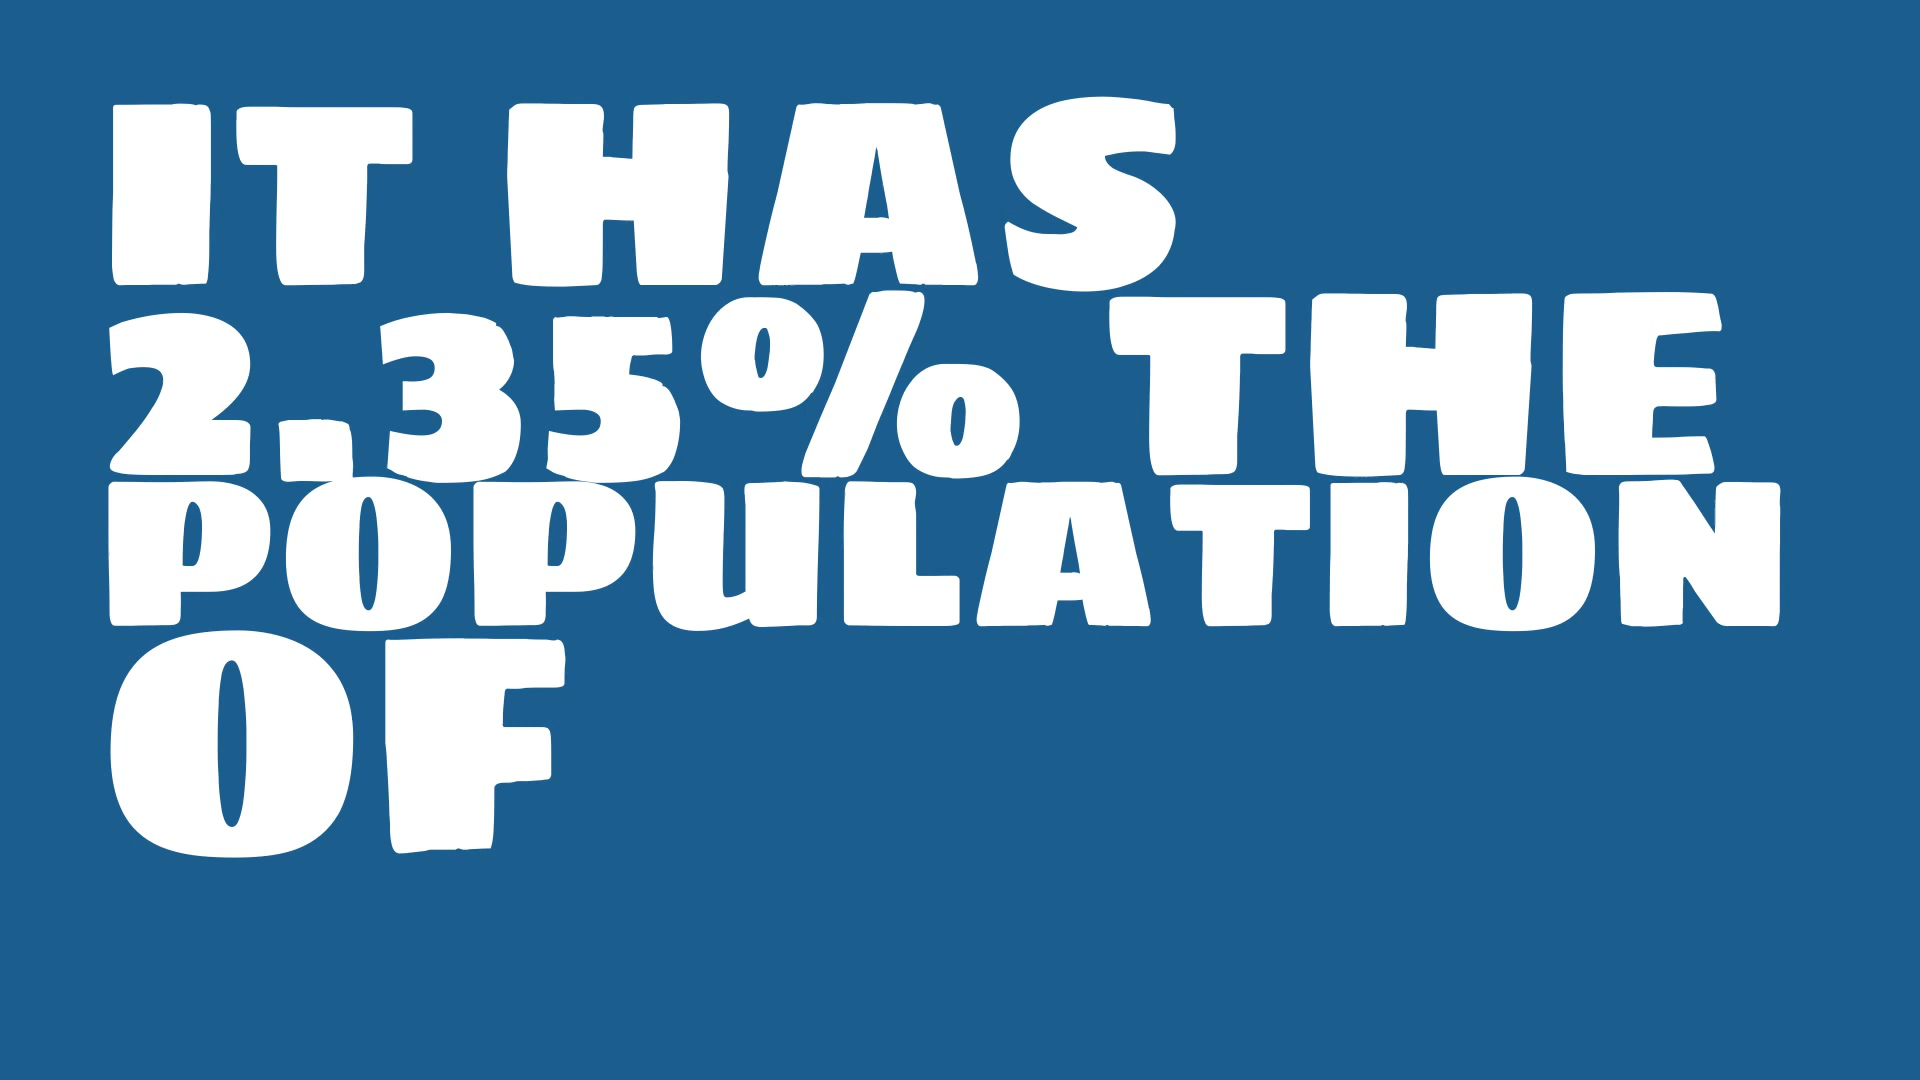 IT HAS
2.35% THE
POPULATION
OF